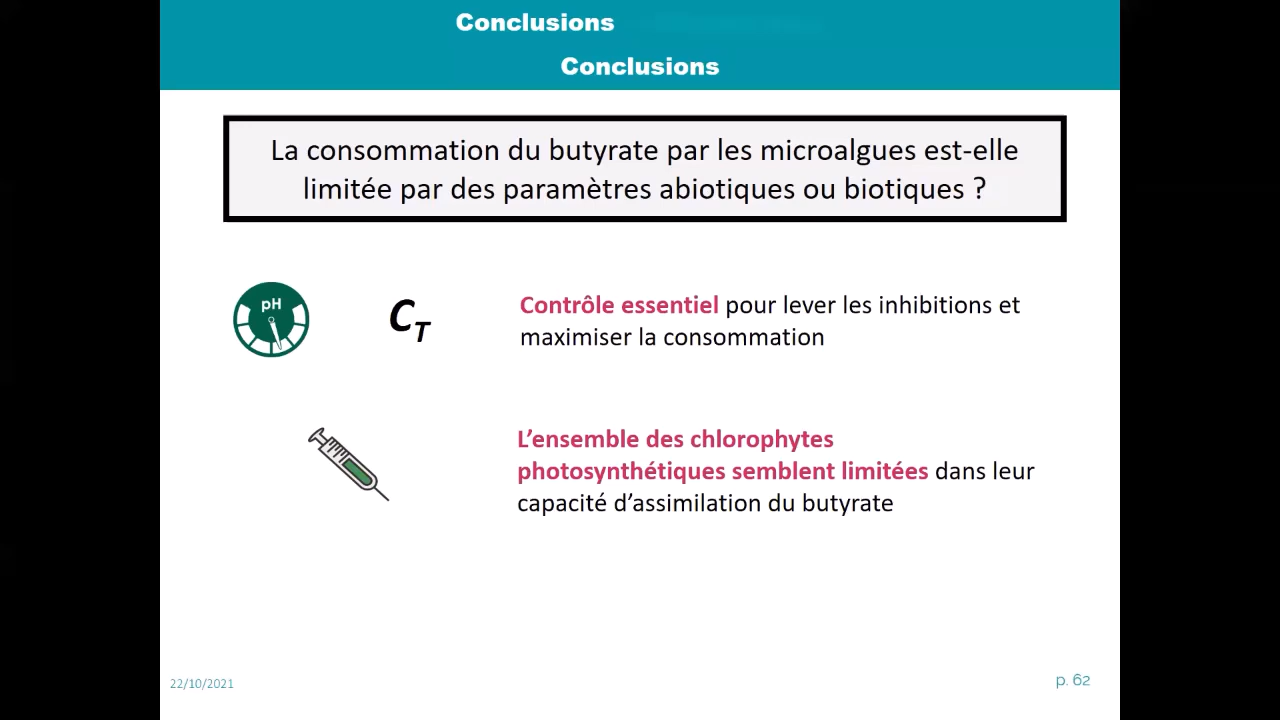 Conclusions
Conclusions
La consommation du butyrate par les microalgues est-elle
limitée par des paramètres abiotiques ou biotiques ?
pH
CT
Contrôle essentiel pour lever les inhibitions et
maximiser la consommation
L’ensemble des chlorophytes
photosynthétiques semblent limitées dans leur
capacité d’assimilation du butyrate
22/10/2021
p. 62